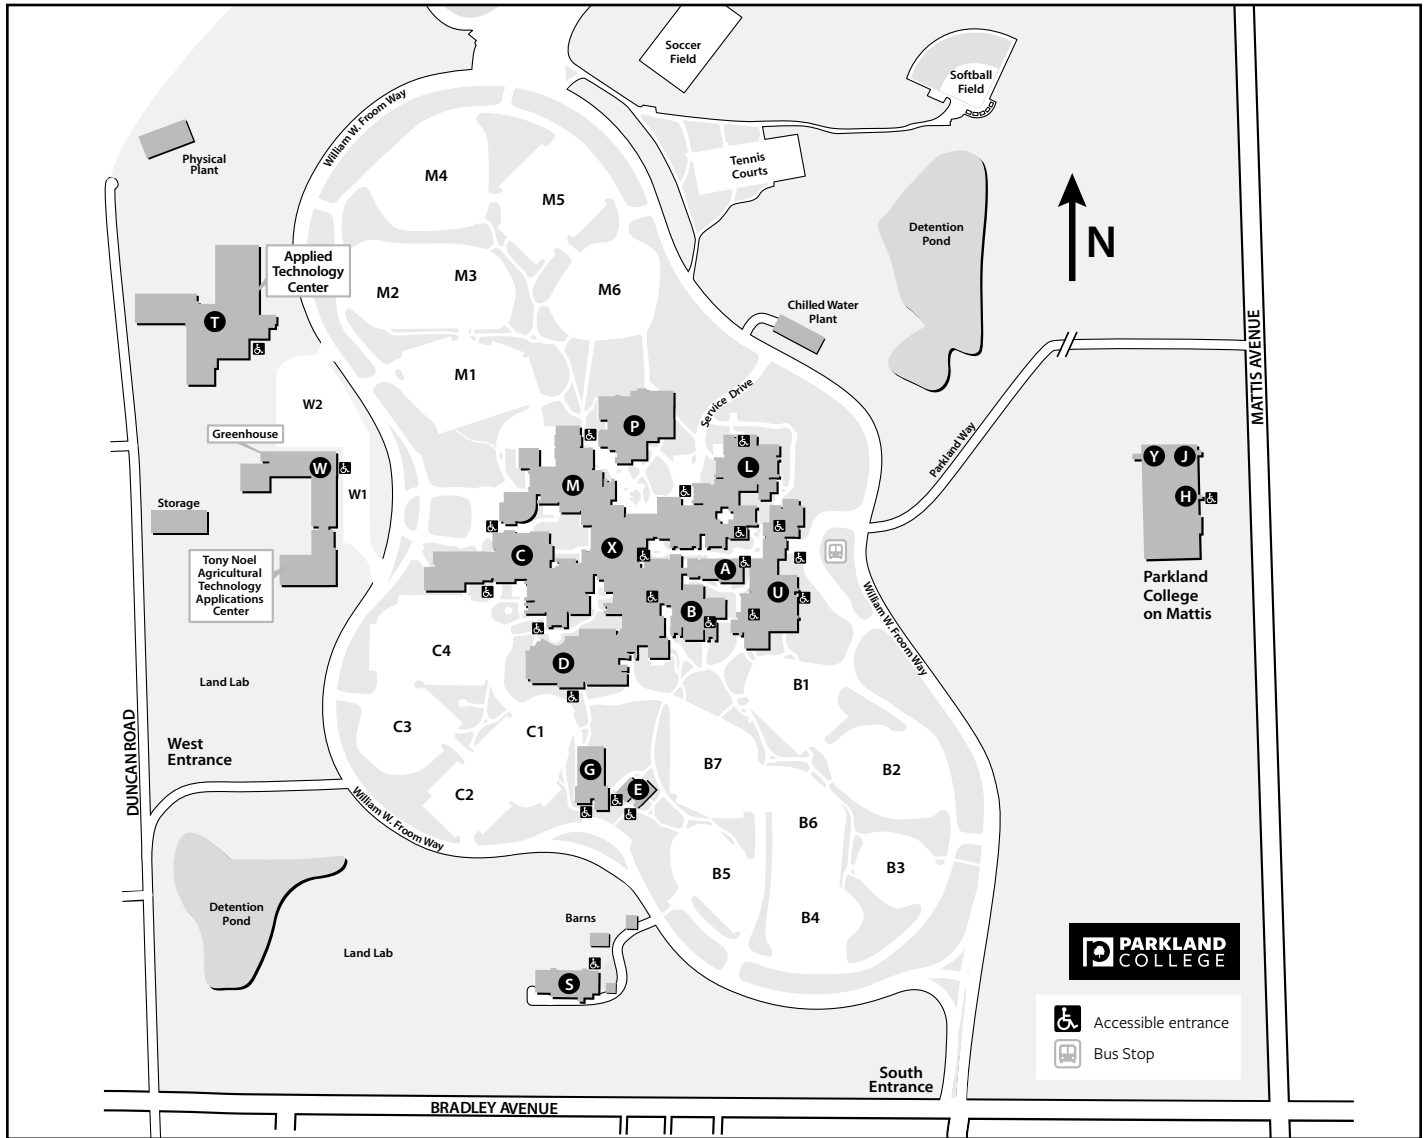 Soccer
Field
Softball
Field
William W. Froom Way
Physical
Plant
M4
M5
Tennis
Courts
Detention
Pond
N
Applied
Technology
Center
M3
M2
M6
T
Chilled Water
Plant
MATTIS AVENUE
M1
W2
Service Drive
P
Greenhouse
Parkland Way
W
L
Y
J
M
W1
H
Storage
C
X
A
Tony Noel
Agricultural
Technology
Applications
Center
Parkland
College
on Mattis
U
B
William W. Froom Way
C4
D
Land Lab
B1
C3
C1
West
Entrance
DUNCAN ROAD
B7
G
B2
E
C2
William W. Froom Way
B6
B5
B3
Detention
Pond
Barns
B4
Land Lab
S
PARKLAND
COLLEGE
Accessible entrance
Bus Stop
South
Entrance
BRADLEY AVENUE